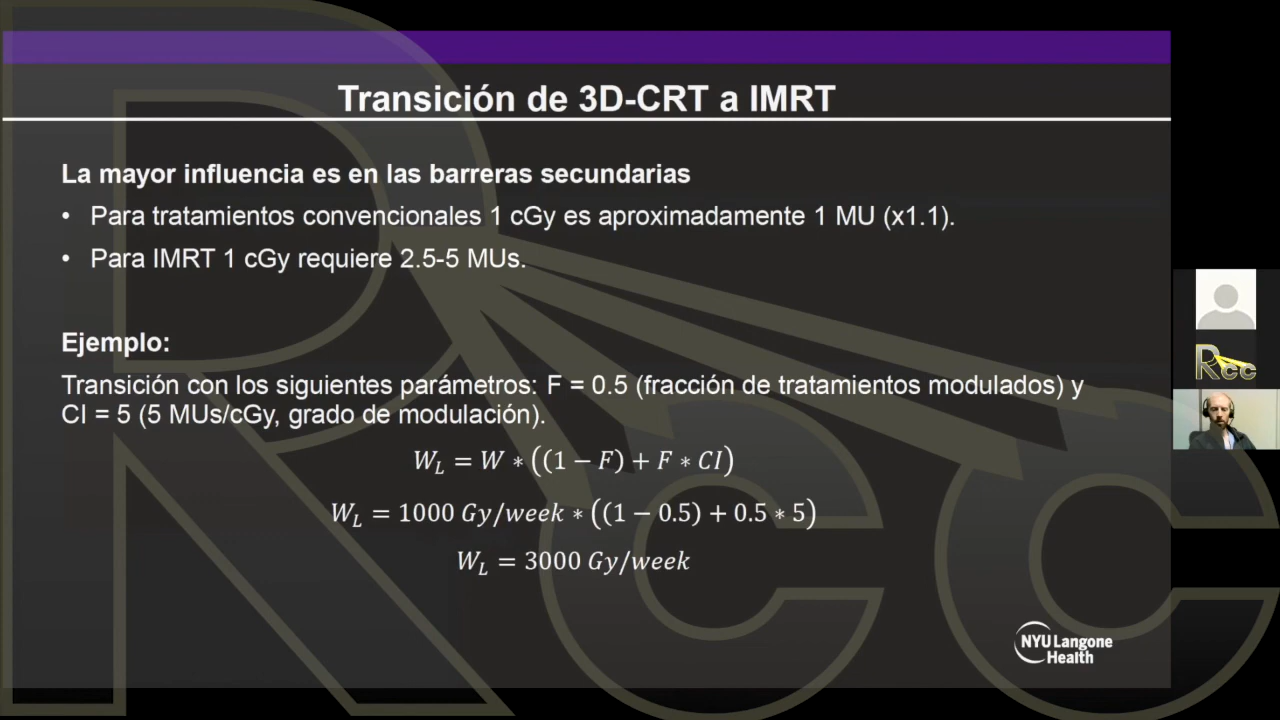 Transición de 3D-CRT a IMRT
La mayor influencia es en las barreras secundarias
• Para tratamientos convencionales 1 cGy es aproximadamente 1 MU (x1.1).
• Para IMRT 1 cGy requiere 2.5-5 MUs.
Ejemplo:
Transición con los siguientes parámetros: F = 0.5 (fracción de tratamientos modulados) y
CI = 5 (5 MUs/cGy, grado de modulación).
W_L = W ∗ ((1 − F) + F ∗ CI)
W_L = 1000 Gy/week ∗ ((1 − 0.5) + 0.5 ∗ 5)
W_L = 3000 Gy/week
NYU Langone
Health
Rcc